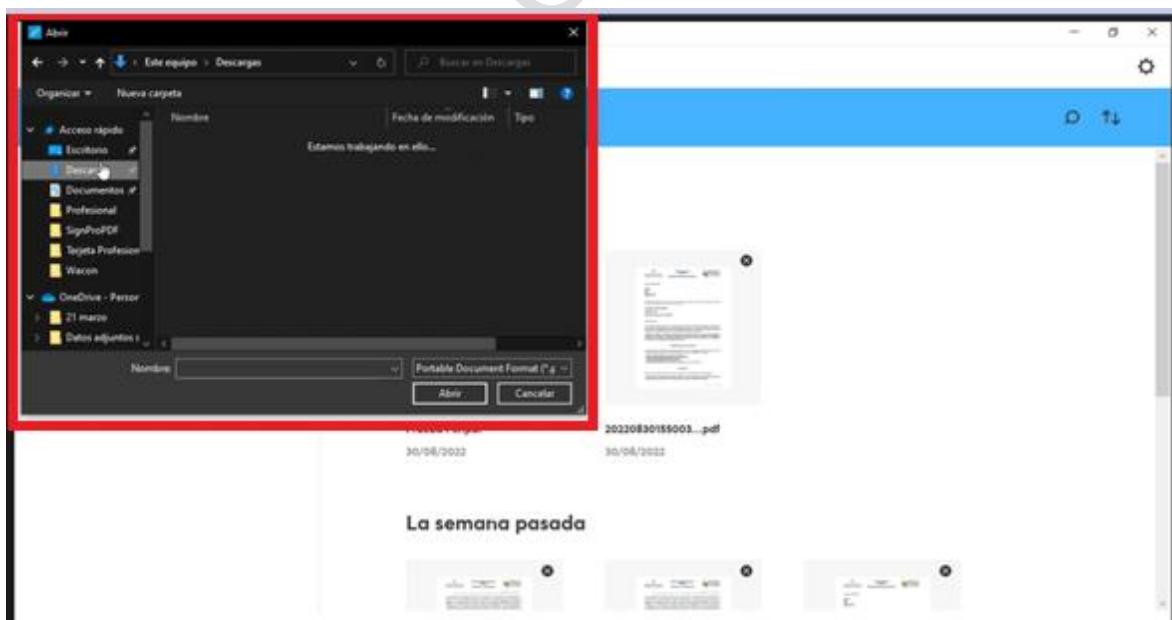 Abrir
Este equipo › Descargas
Buscar en Descargas
Organizar
Nueva carpeta
Nombre
Fecha de modificación
Tipo
Acceso rápido
Estamos trabajando en ello...
Escritorio
Documentos
Profesional
SignProPDF
Tarjeta Profesion
Wacon
OneDrive - Persor
21 marzo
Datos adjuntos
Nombre:
Portable Document Format (*.p
Abrir
Cancelar
20220830155003...pdf
30/08/2022
30/08/2022
La semana pasada